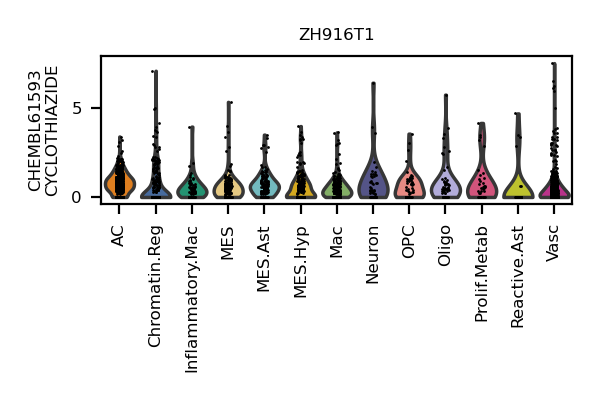 ZH916T1
CHEMBL61593
CYCLOTHIAZIDE
5
0
AC
Chromatin.Reg
Inflammatory.Mac
MES
MES.Ast
MES.Hyp
Mac
Neuron
OPC
Oligo
Prolif.Metab
Reactive.Ast
Vasc